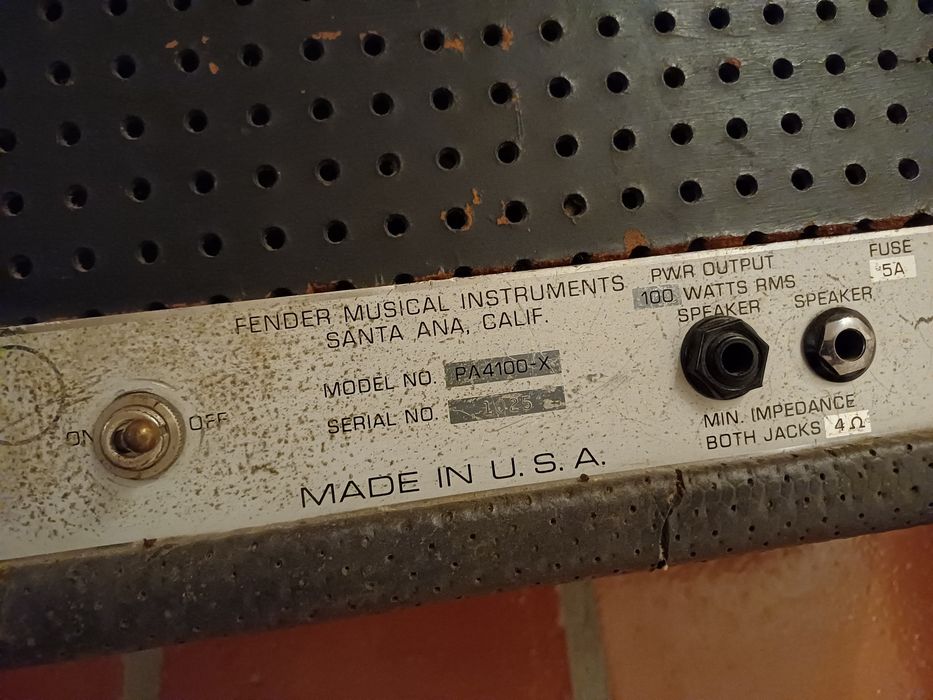 FENDER MUSICAL INSTRUMENTS
SANTA ANA, CALIF.
MODEL NO. PA4100-X
SERIAL NO.
MADE IN U.S.A.
ON
OFF
PWR OUTPUT
100 WATTS RMS
SPEAKER
SPEAKER
FUSE
5A
MIN. IMPEDANCE
BOTH JACKS 4Ω